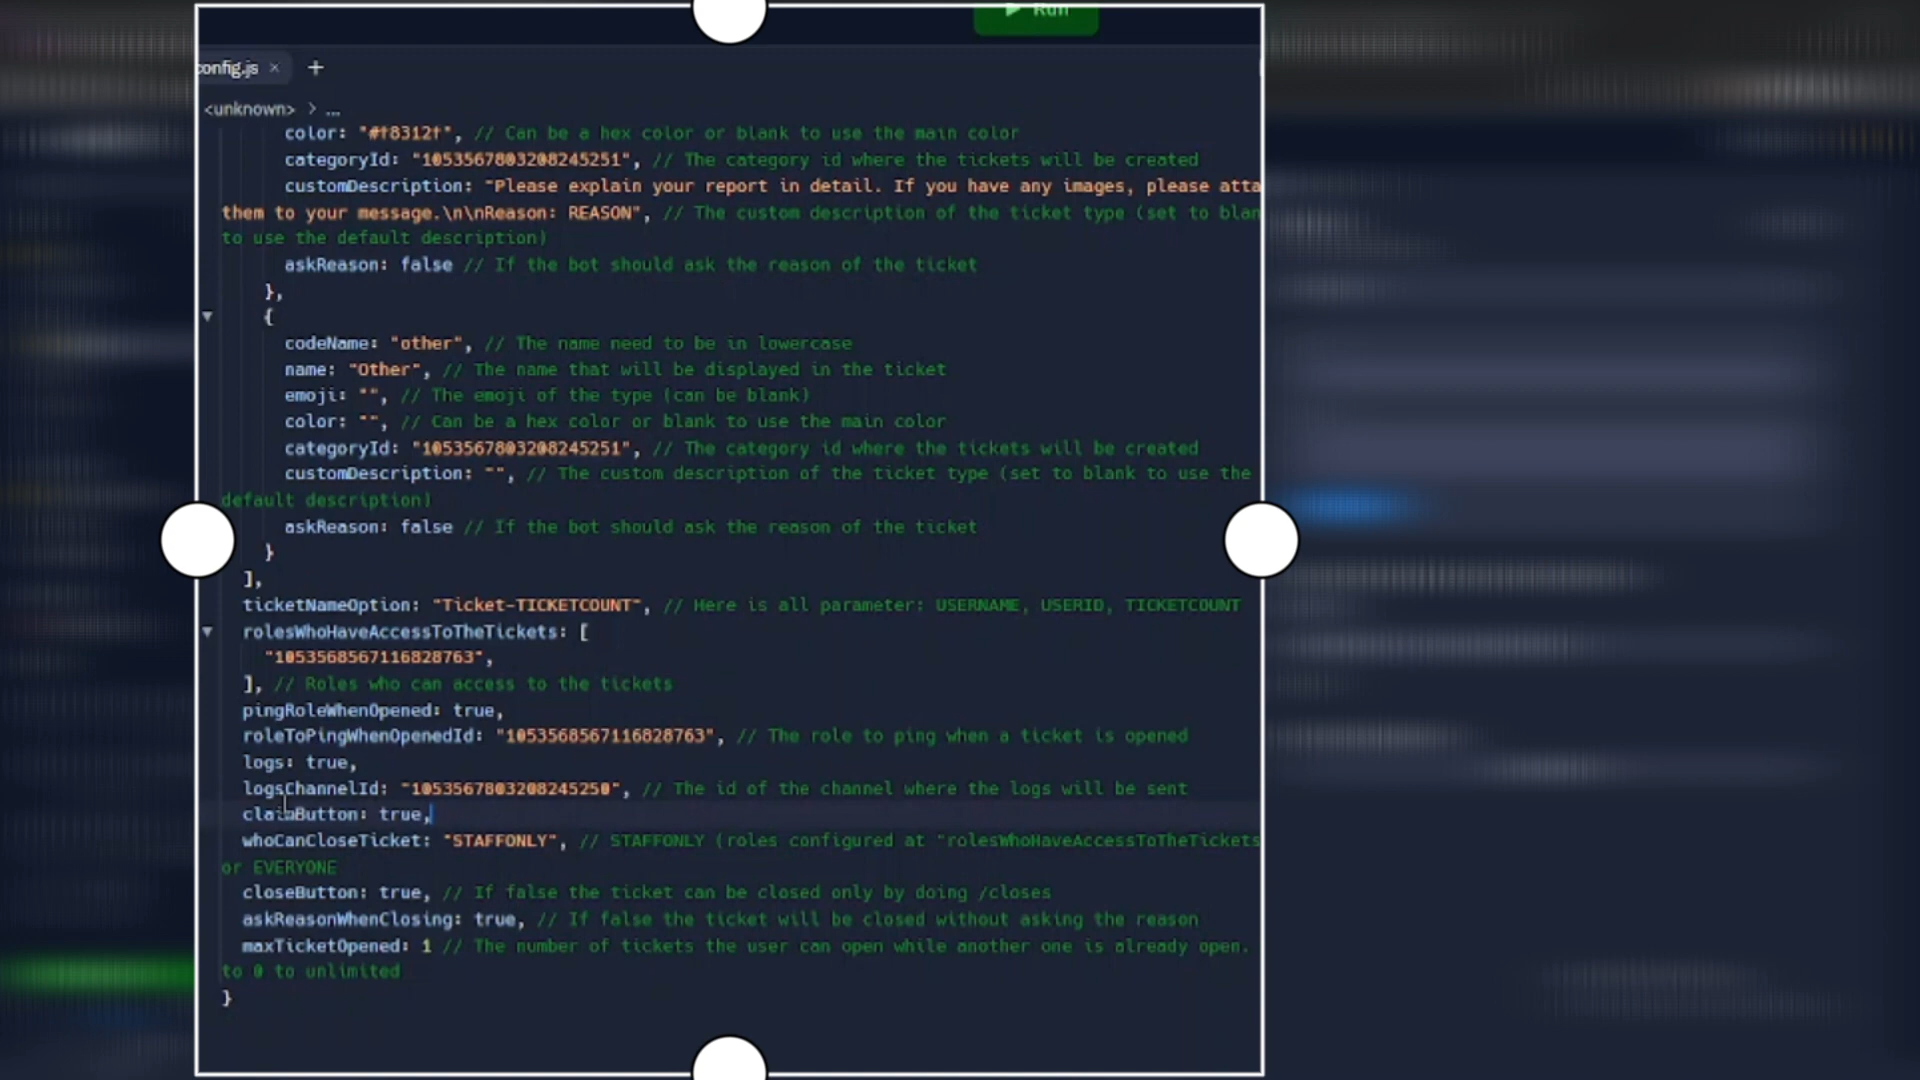 Run
config.js × +
<unknown> > ...
color: "#f8312f", // Can be a hex color or blank to use the main color
categoryId: "1053567803208245251", // The category id where the tickets will be created
customDescription: "Please explain your report in detail. If you have any images, please atta
them to your message.\n\nReason: REASON", // The custom description of the ticket type (set to blan
to use the default description)
askReason: false // If the bot should ask the reason of the ticket
},
{
codeName: "other", // The name need to be in lowercase
name: "Other", // The name that will be displayed in the ticket
emoji: "", // The emoji of the type (can be blank)
color: "", // Can be a hex color or blank to use the main color
categoryId: "1053567803208245251", // The category id where the tickets will be created
customDescription: "", // The custom description of the ticket type (set to blank to use the
default description)
askReason: false // If the bot should ask the reason of the ticket
}
],
ticketNameOption: "Ticket-TICKETCOUNT", // Here is all parameter: USERNAME, USERID, TICKETCOUNT
rolesWhoHaveAccessToTheTickets: [
"1053568567116828763",
], // Roles who can access to the tickets
pingRoleWhenOpened: true,
roleToPingWhenOpenedId: "1053568567116828763", // The role to ping when a ticket is opened
logs: true,
logsChannelId: "1053567803208245250", // The id of the channel where the logs will be sent
claimButton: true,
whoCanCloseTicket: "STAFFONLY", // STAFFONLY (roles configured at "rolesWhoHaveAccessToTheTickets
or EVERYONE
closeButton: true, // If false the ticket can be closed only by doing /closes
askReasonWhenClosing: true, // If false the ticket will be closed without asking the reason
maxTicketOpened: 1 // The number of tickets the user can open while another one is already open.
to 0 to unlimited
}